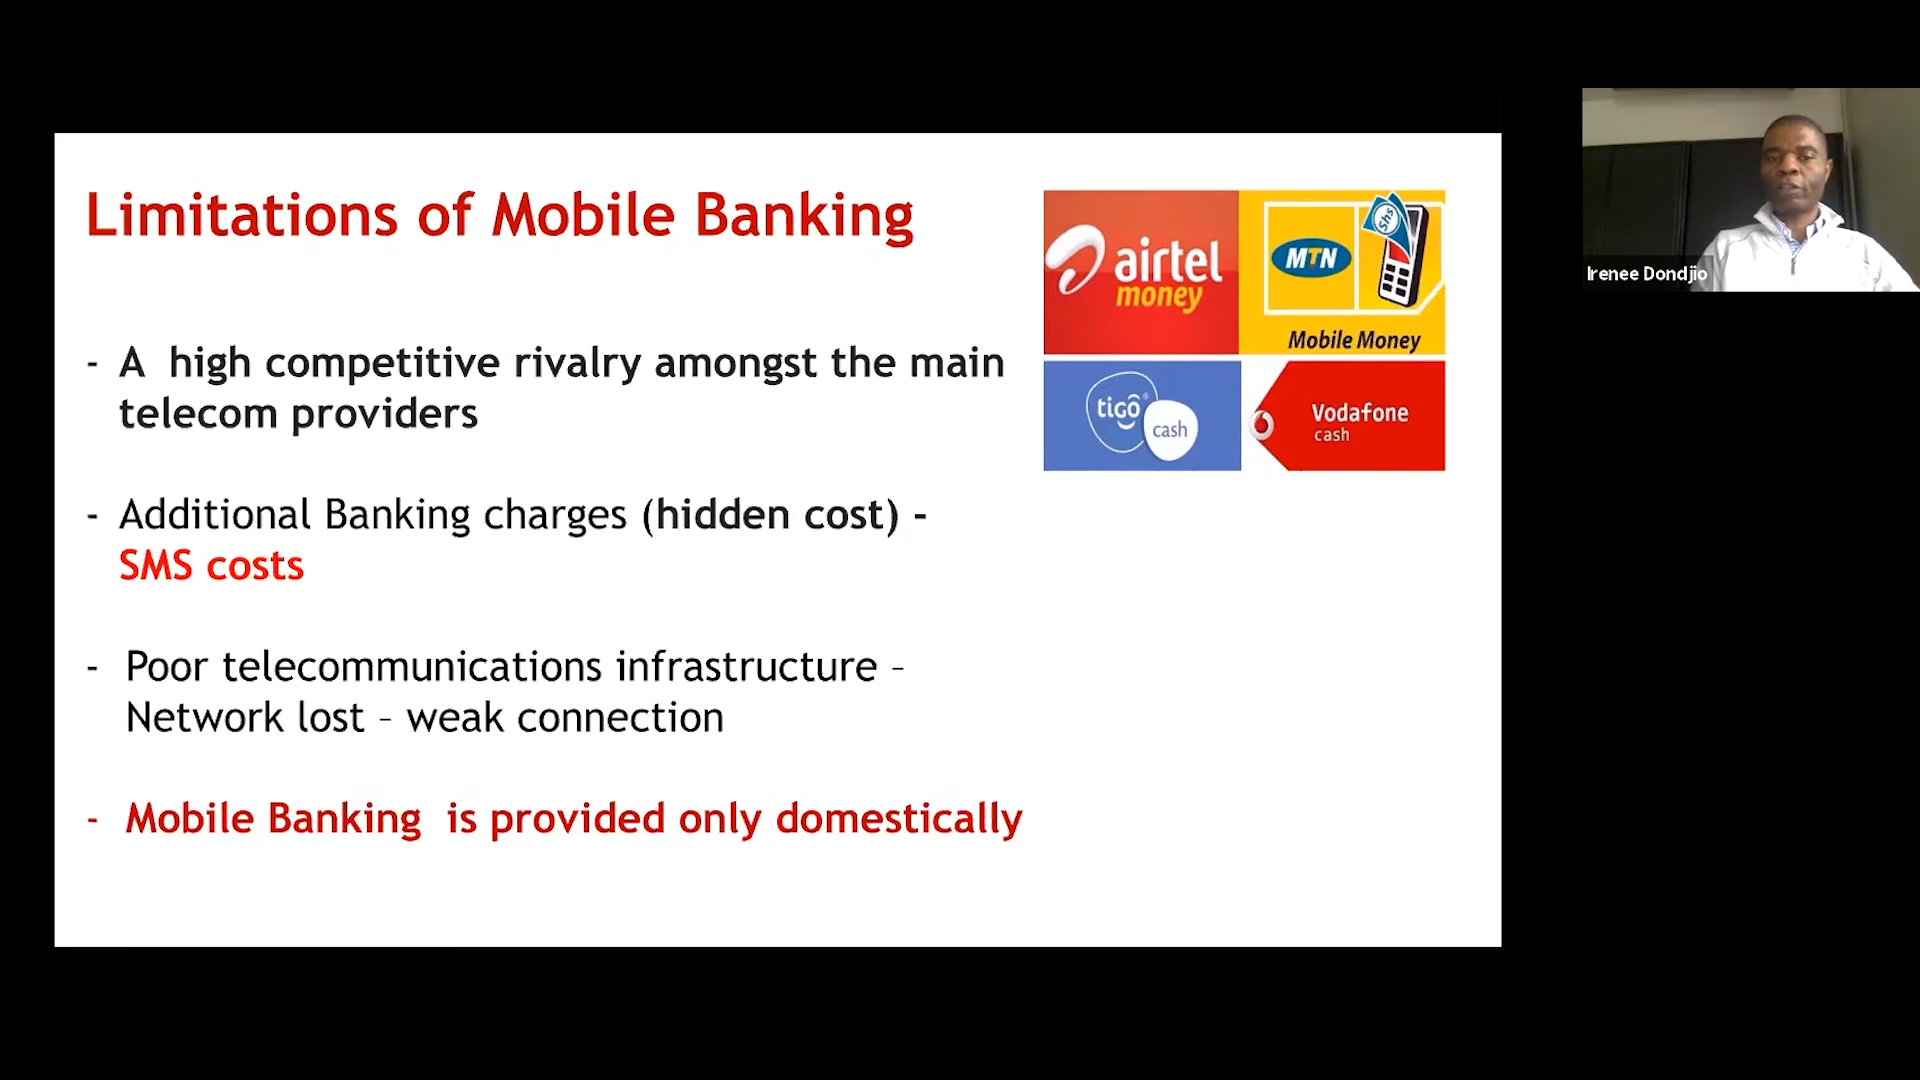 Limitations of Mobile Banking
- A high competitive rivalry amongst the main
telecom providers
- Additional Banking charges (hidden cost) -
SMS costs
- Poor telecommunications infrastructure –
Network lost – weak connection
- Mobile Banking is provided only domestically
airtel
money
MTN
Shs
Mobile Money
tigo
cash
Vodafone
cash
Irenee Dondjio